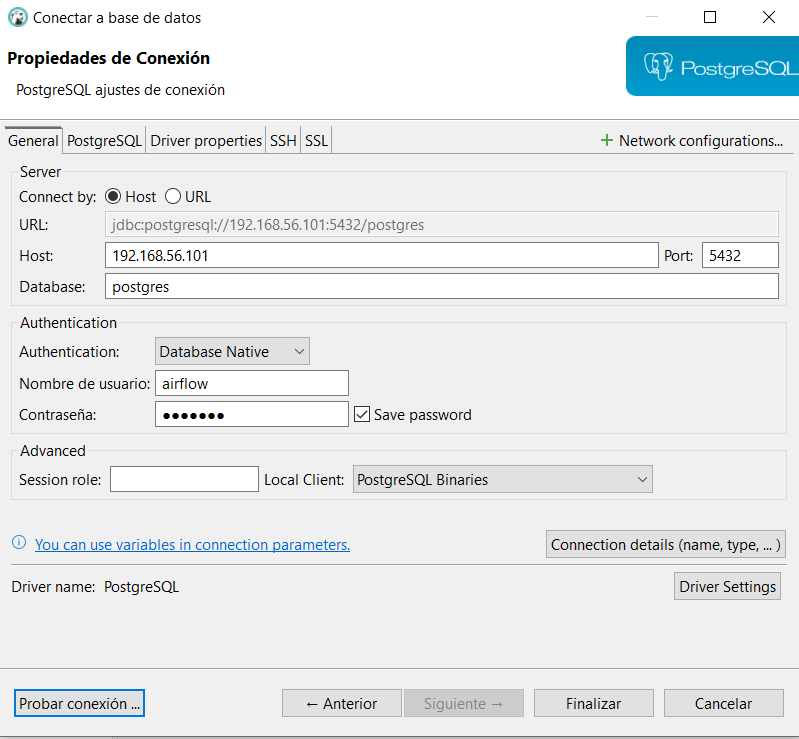 Conectar a base de datos
Propiedades de Conexión
PostgreSQL ajustes de conexión
PostgreSQL
General PostgreSQL Driver properties SSH SSL + Network configurations...
Server
Connect by: Host URL
URL: jdbc:postgresql://192.168.56.101:5432/postgres
Host: 192.168.56.101 Port: 5432
Database: postgres
Authentication
Authentication: Database Native
Nombre de usuario: airflow
Contraseña: ●●●●●●● Save password
Advanced
Session role: Local Client: PostgreSQL Binaries
You can use variables in connection parameters. Connection details (name, type, ... )
Driver name: PostgreSQL Driver Settings
Probar conexión ... ← Anterior Siguiente → Finalizar Cancelar